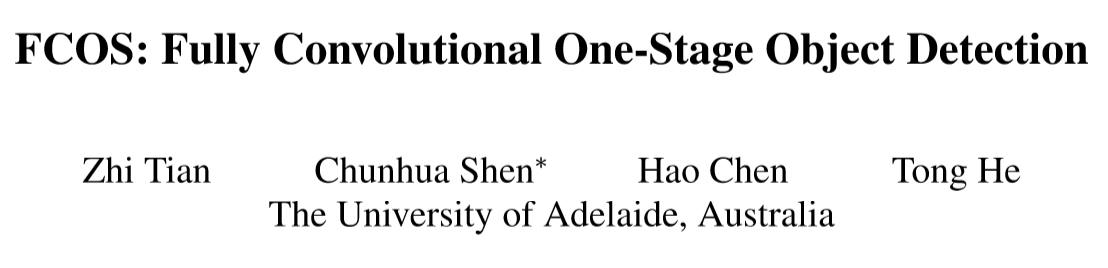 FCOS: Fully Convolutional One-Stage Object Detection
Zhi Tian Chunhua Shen* Hao Chen Tong He
The University of Adelaide, Australia